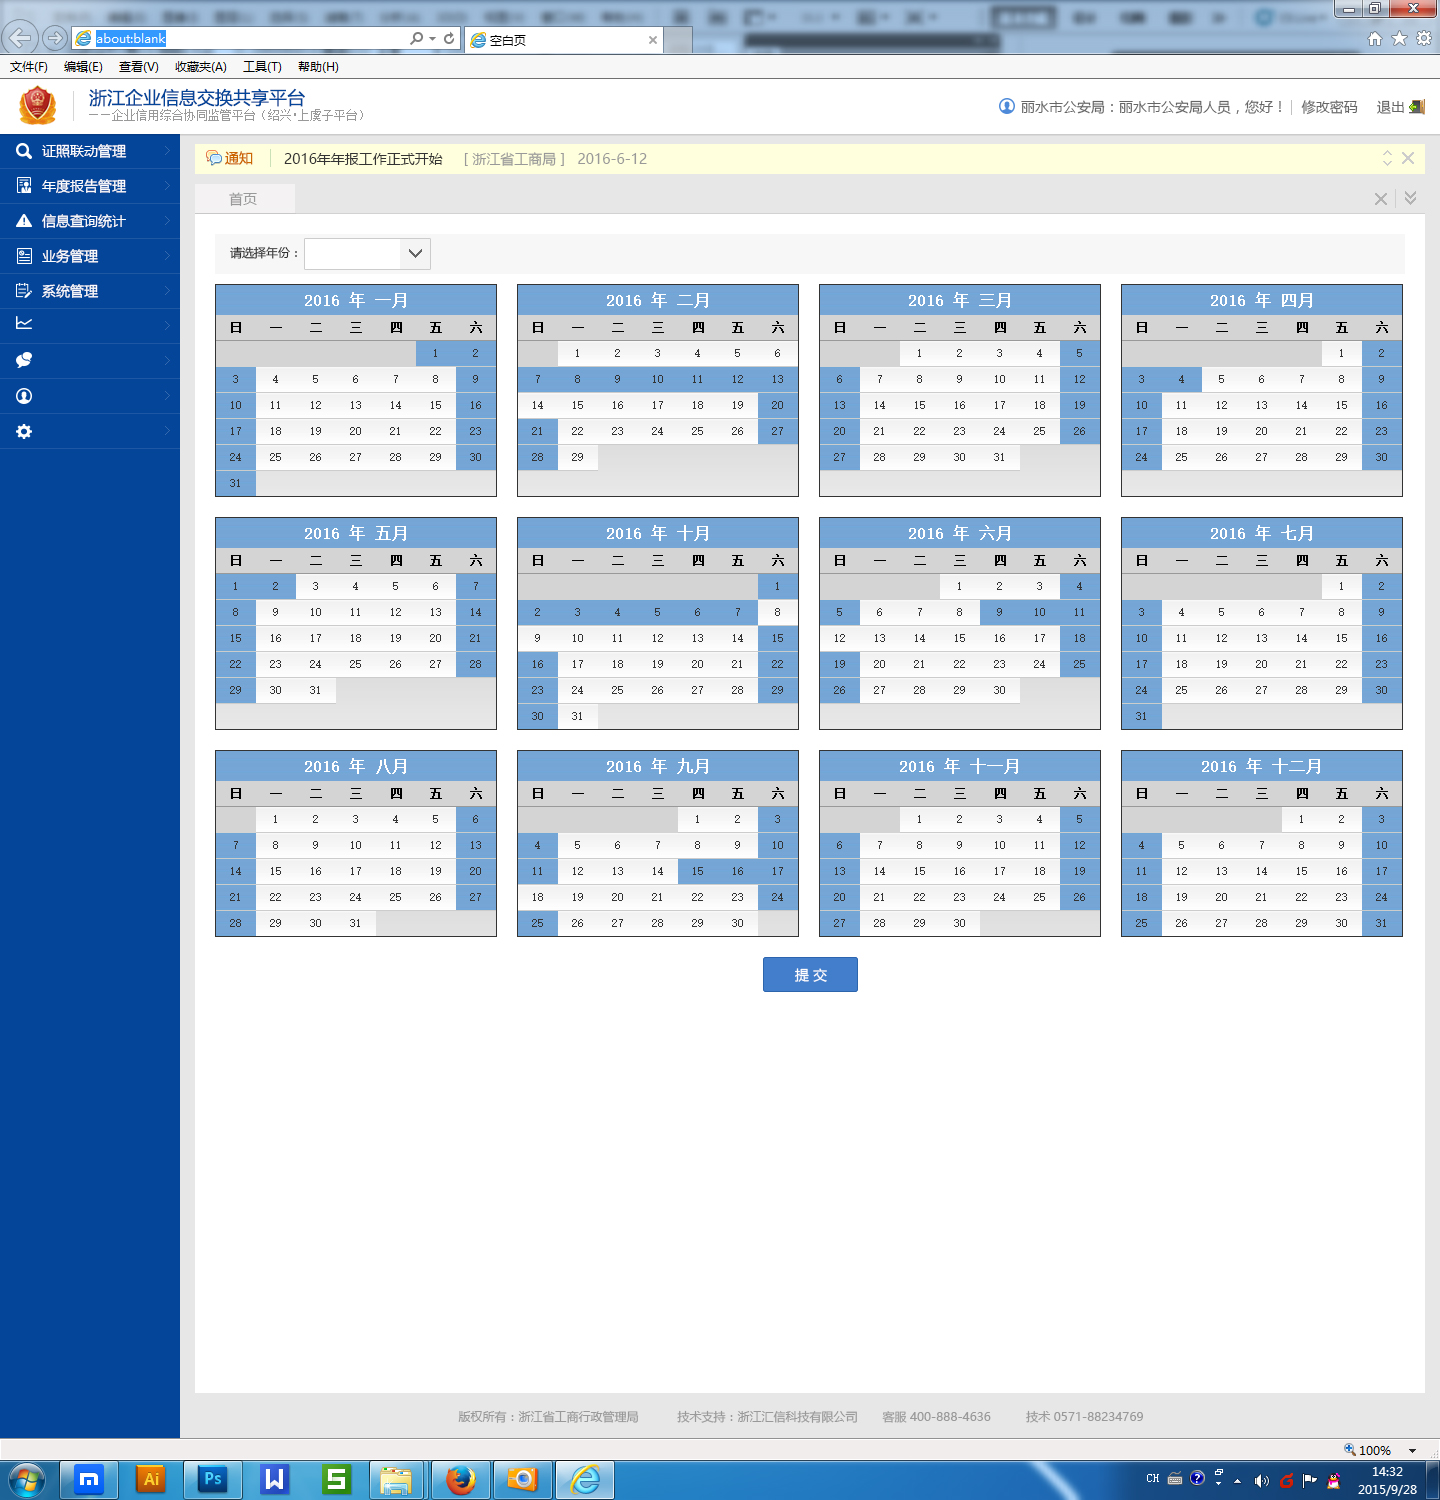 about:blank
空白页
文件(F) 编辑(E) 查看(V) 收藏夹(A) 工具(T) 帮助(H)
浙江企业信息交换共享平台
——企业信用综合协同监管平台（绍兴·上虞子平台）
丽水市公安局：丽水市公安局人员，您好！ 修改密码 退出
证照联动管理
年度报告管理
信息查询统计
业务管理
系统管理
通知 2016年年报工作正式开始 [ 浙江省工商局 ] 2016-6-12
首页
请选择年份：
2016 年 一月
日 一 二 三 四 五 六
1 2
3 4 5 6 7 8 9
10 11 12 13 14 15 16
17 18 19 20 21 22 23
24 25 26 27 28 29 30
31
2016 年 二月
日 一 二 三 四 五 六
1 2 3 4 5 6
7 8 9 10 11 12 13
14 15 16 17 18 19 20
21 22 23 24 25 26 27
28 29
2016 年 三月
日 一 二 三 四 五 六
1 2 3 4 5
6 7 8 9 10 11 12
13 14 15 16 17 18 19
20 21 22 23 24 25 26
27 28 29 30 31
2016 年 四月
日 一 二 三 四 五 六
1 2
3 4 5 6 7 8 9
10 11 12 13 14 15 16
17 18 19 20 21 22 23
24 25 26 27 28 29 30
2016 年 五月
日 一 二 三 四 五 六
1 2 3 4 5 6 7
8 9 10 11 12 13 14
15 16 17 18 19 20 21
22 23 24 25 26 27 28
29 30 31
2016 年 十月
日 一 二 三 四 五 六
1
2 3 4 5 6 7 8
9 10 11 12 13 14 15
16 17 18 19 20 21 22
23 24 25 26 27 28 29
30 31
2016 年 六月
日 一 二 三 四 五 六
1 2 3 4
5 6 7 8 9 10 11
12 13 14 15 16 17 18
19 20 21 22 23 24 25
26 27 28 29 30
2016 年 七月
日 一 二 三 四 五 六
1 2
3 4 5 6 7 8 9
10 11 12 13 14 15 16
17 18 19 20 21 22 23
24 25 26 27 28 29 30
31
2016 年 八月
日 一 二 三 四 五 六
1 2 3 4 5 6
7 8 9 10 11 12 13
14 15 16 17 18 19 20
21 22 23 24 25 26 27
28 29 30 31
2016 年 九月
日 一 二 三 四 五 六
1 2 3
4 5 6 7 8 9 10
11 12 13 14 15 16 17
18 19 20 21 22 23 24
25 26 27 28 29 30
2016 年 十一月
日 一 二 三 四 五 六
1 2 3 4 5
6 7 8 9 10 11 12
13 14 15 16 17 18 19
20 21 22 23 24 25 26
27 28 29 30
2016 年 十二月
日 一 二 三 四 五 六
1 2 3
4 5 6 7 8 9 10
11 12 13 14 15 16 17
18 19 20 21 22 23 24
25 26 27 28 29 30 31
提 交
版权所有：浙江省工商行政管理局 技术支持：浙江汇信科技有限公司 客服 400-888-4636 技术 0571-88234769
100%
m Ai Ps W S
CH
14:32
2015/9/28